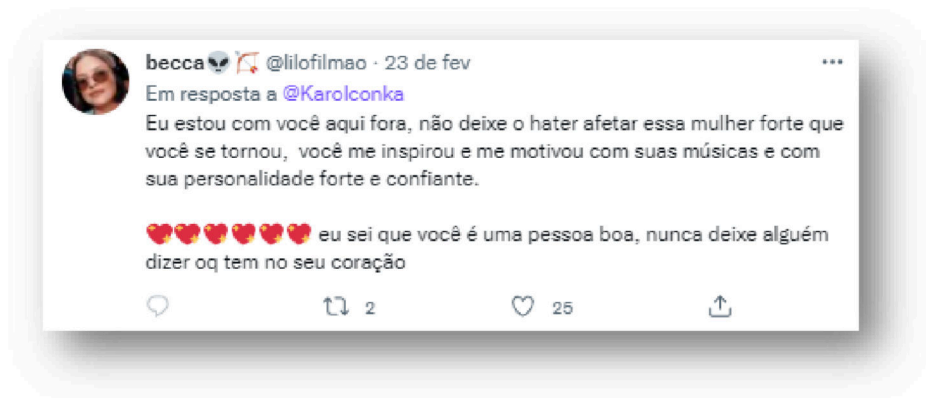 becca👽🏹 @lilofilmao · 23 de fev
Em resposta a @Karolconka
Eu estou com você aqui fora, não deixe o hater afetar essa mulher forte que
você se tornou, você me inspirou e me motivou com suas músicas e com
sua personalidade forte e confiante.
💖💖💖💖💖💖 eu sei que você é uma pessoa boa, nunca deixe alguém
dizer oq tem no seu coração
2 25